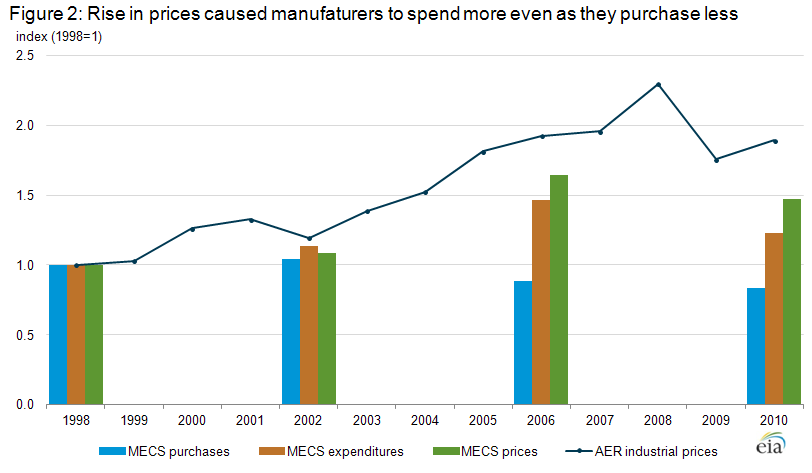 Figure 2: Rise in prices caused manufaturers to spend more even as they purchase less
index (1998=1)
2.5
2.0
1.5
1.0
0.5
0.0
1998 1999 2000 2001 2002 2003 2004 2005 2006 2007 2008 2009 2010
MECS purchases MECS expenditures MECS prices AER industrial prices
eia